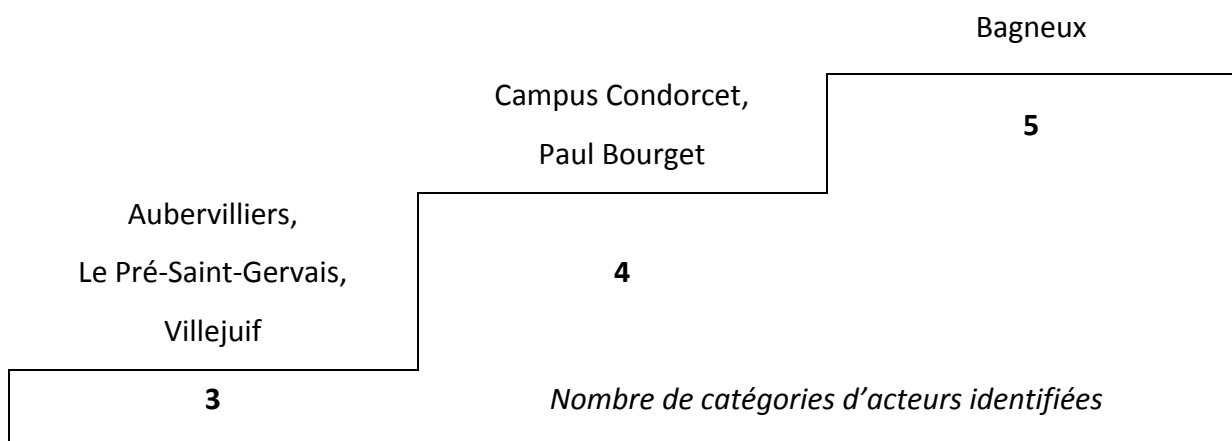 Bagneux
Campus Condorcet,
Paul Bourget
5
Aubervilliers,
Le Pré-Saint-Gervais,
Villejuif
4
3
Nombre de catégories d’acteurs identifiées